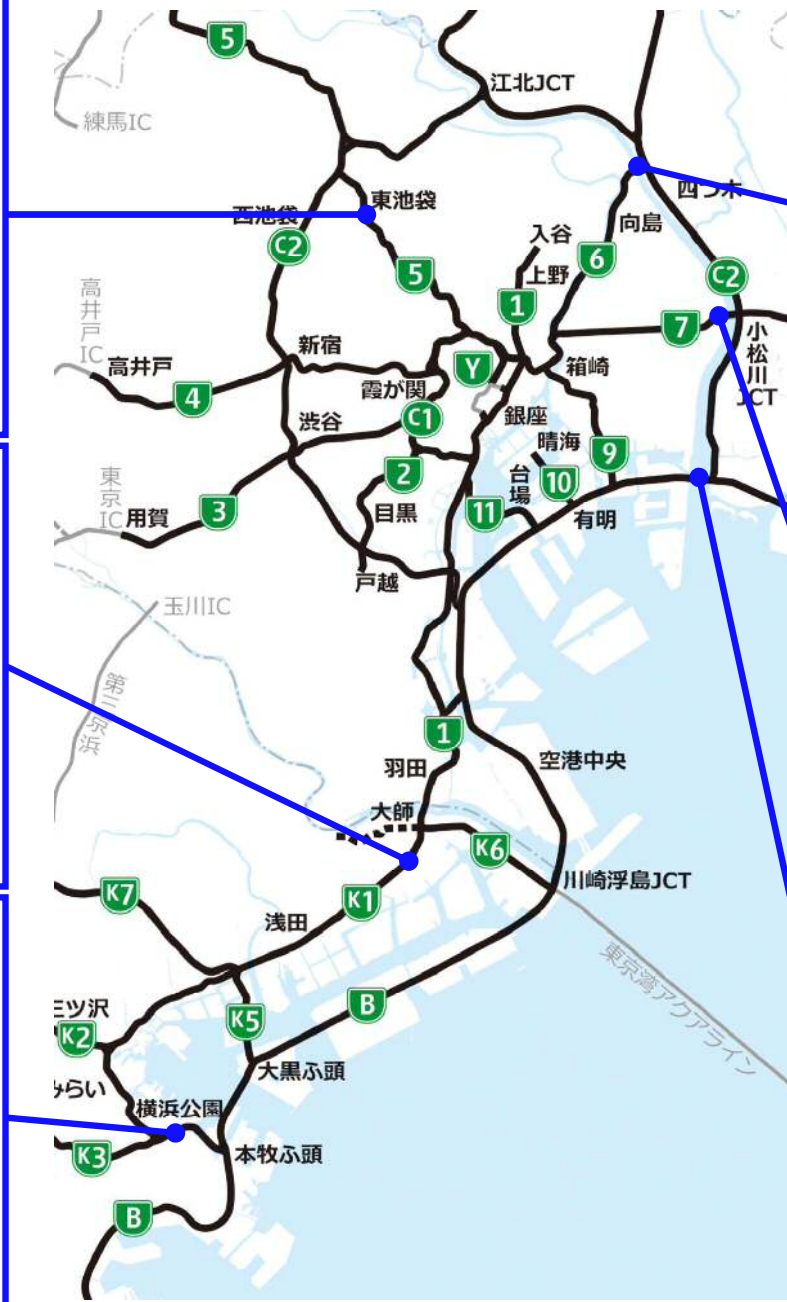 5
江北JCT
練馬IC
東池袋
四つ木
西池袋
向島
C2
入谷
6
5
上野
C2
高井戸IC
1
7
小松川JCT
新宿
高井戸
Y
箱崎
霞が関
4
C1
銀座
渋谷
晴海
9
2
台場
10
東京IC
用賀
3
目黒
11
有明
戸越
玉川IC
第三京浜
1
羽田
空港中央
大師
K6
川崎浮島JCT
K7
K1
浅田
東京湾アクアライン
三ツ沢
B
K2
K5
みらい
大黒ふ頭
横浜公園
K3
本牧ふ頭
B